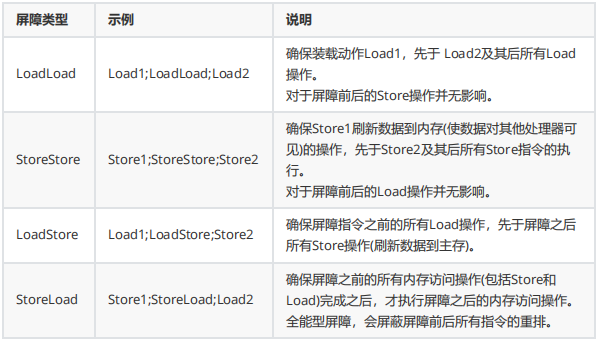 屏障类型 示例 说明
LoadLoad Load1;LoadLoad;Load2 确保装载动作Load1，先于 Load2及其后所有Load
操作。
对于屏障前后的Store操作并无影响。
StoreStore Store1;StoreStore;Store2 确保Store1刷新数据到内存(使数据对其他处理器可
见)的操作，先于Store2及其后所有Store指令的执
行。
对于屏障前后的Load操作并无影响。
LoadStore Load1;LoadStore;Store2 确保屏障指令之前的所有Load操作，先于屏障之后
所有Store操作(刷新数据到主存)。
StoreLoad Store1;StoreLoad;Load2 确保屏障之前的所有内存访问操作(包括Store和
Load)完成之后，才执行屏障之后的内存访问操作。
全能型屏障，会屏蔽屏障前后所有指令的重排。